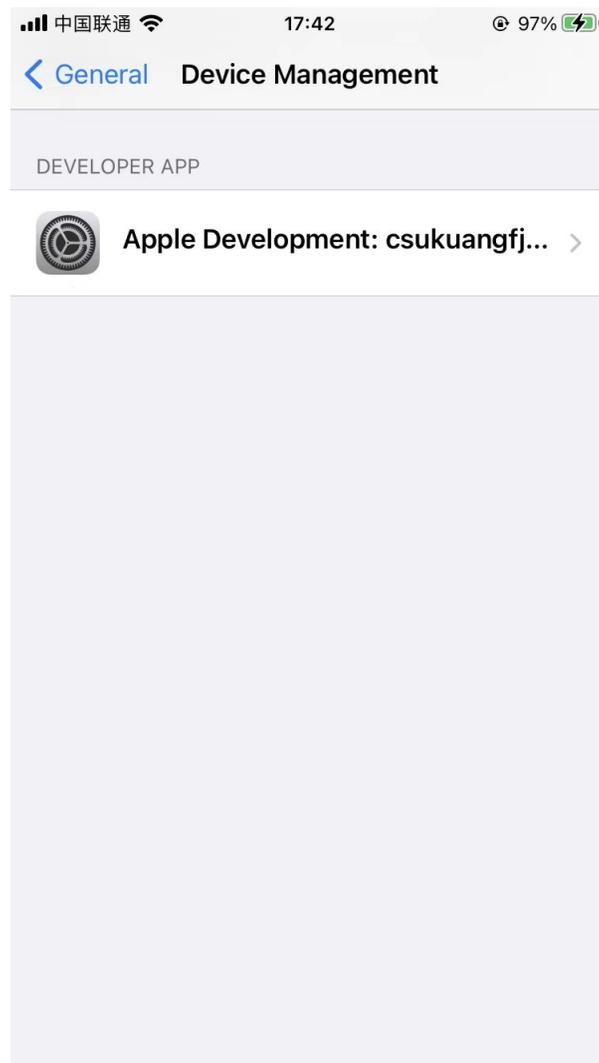 中国联通 17:42 97%
General Device Management
DEVELOPER APP
Apple Development: csukuangfj...